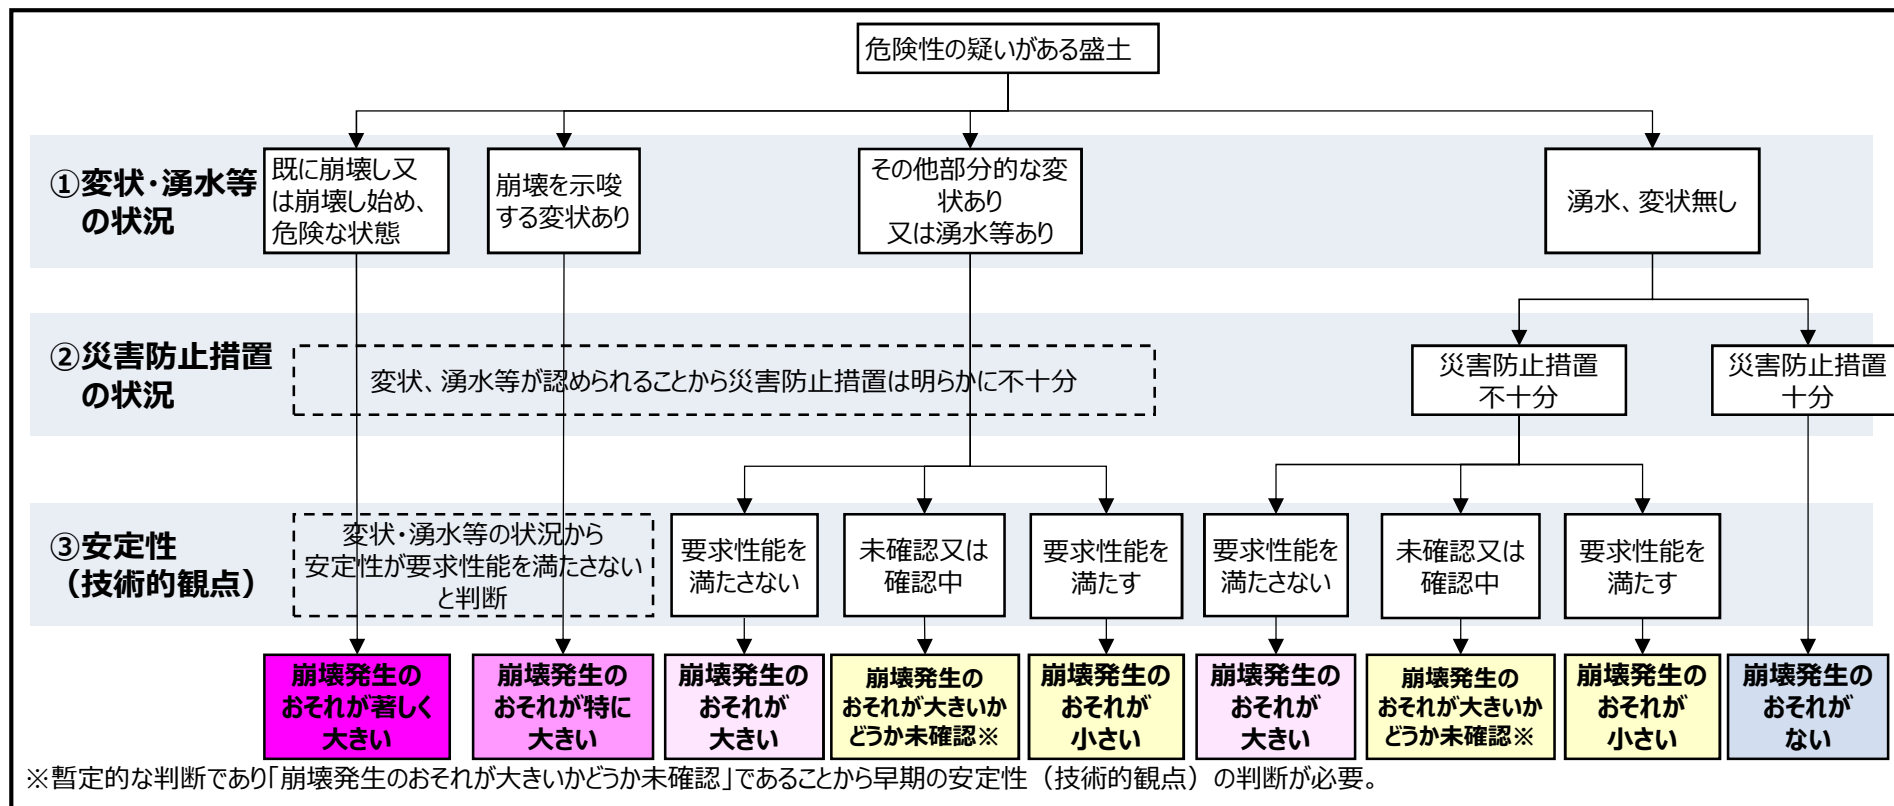 危険性の疑いがある盛土
①変状・湧水等
の状況
既に崩壊し又
は崩壊し始め、
危険な状態
崩壊を示唆
する変状あり
その他部分的な変
状あり
又は湧水等あり
湧水、変状無し
②災害防止措置
の状況
変状、湧水等が認められることから災害防止措置は明らかに不十分
災害防止措置
不十分
災害防止措置
十分
③安定性
（技術的観点）
変状・湧水等の状況から
安定性が要求性能を満たさない
と判断
要求性能を
満たさない
未確認又は
確認中
要求性能を
満たす
要求性能を
満たさない
未確認又は
確認中
要求性能を
満たす
崩壊発生の
おそれが著しく
大きい
崩壊発生の
おそれが特に
大きい
崩壊発生の
おそれが
大きい
崩壊発生の
おそれが大きいか
どうか未確認※
崩壊発生の
おそれが
小さい
崩壊発生の
おそれが
大きい
崩壊発生の
おそれが大きいか
どうか未確認※
崩壊発生の
おそれが
小さい
崩壊発生の
おそれが
ない
※暫定的な判断であり「崩壊発生のおそれが大きいかどうか未確認」であることから早期の安定性（技術的観点）の判断が必要。